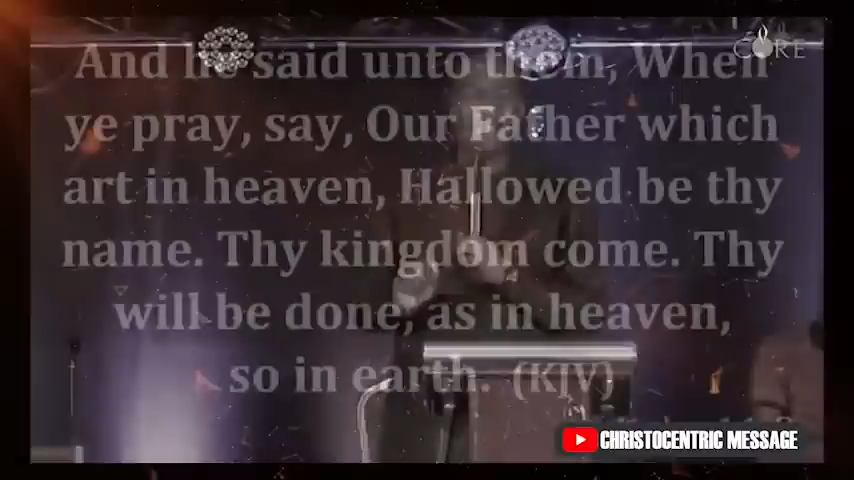 And he said unto them, When
ye pray, say, Our Father which
art in heaven, Hallowed be thy
name. Thy kingdom come. Thy
will be done, as in heaven,
so in earth. (KJV)
CORE
CHRISTOCENTRIC MESSAGE